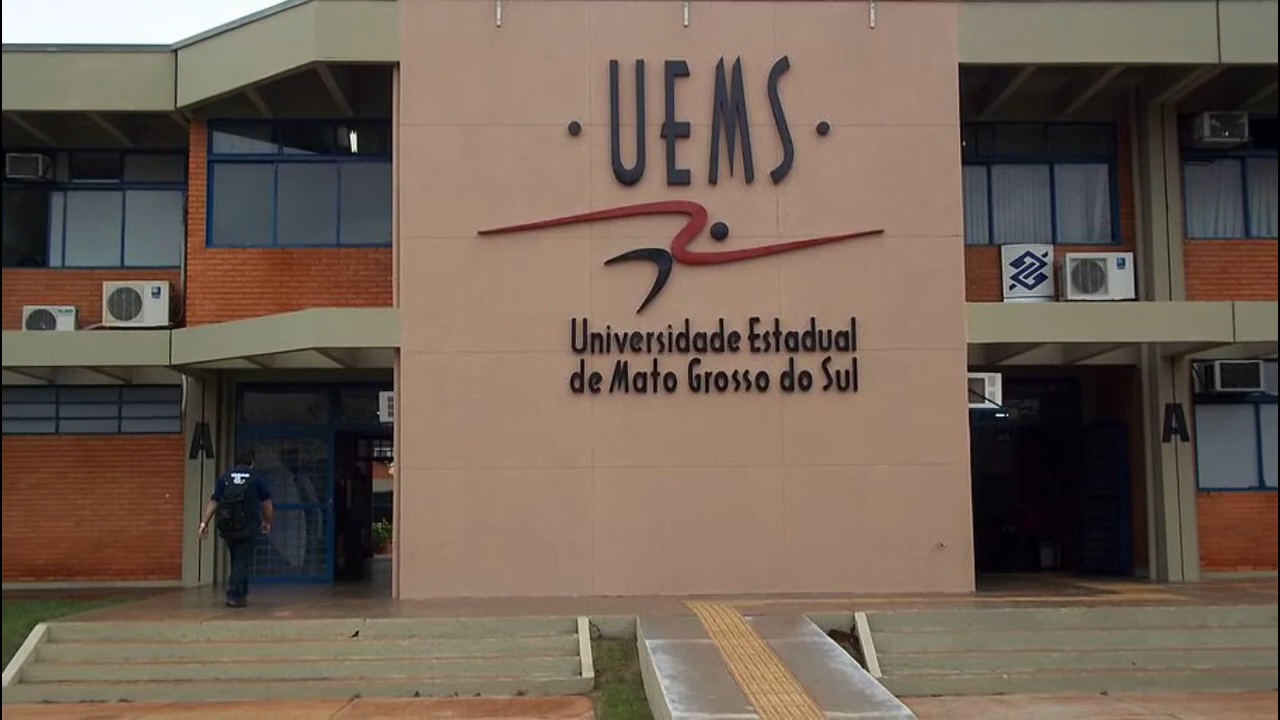 UEMS
Universidade Estadual
de Mato Grosso do Sul
A
A